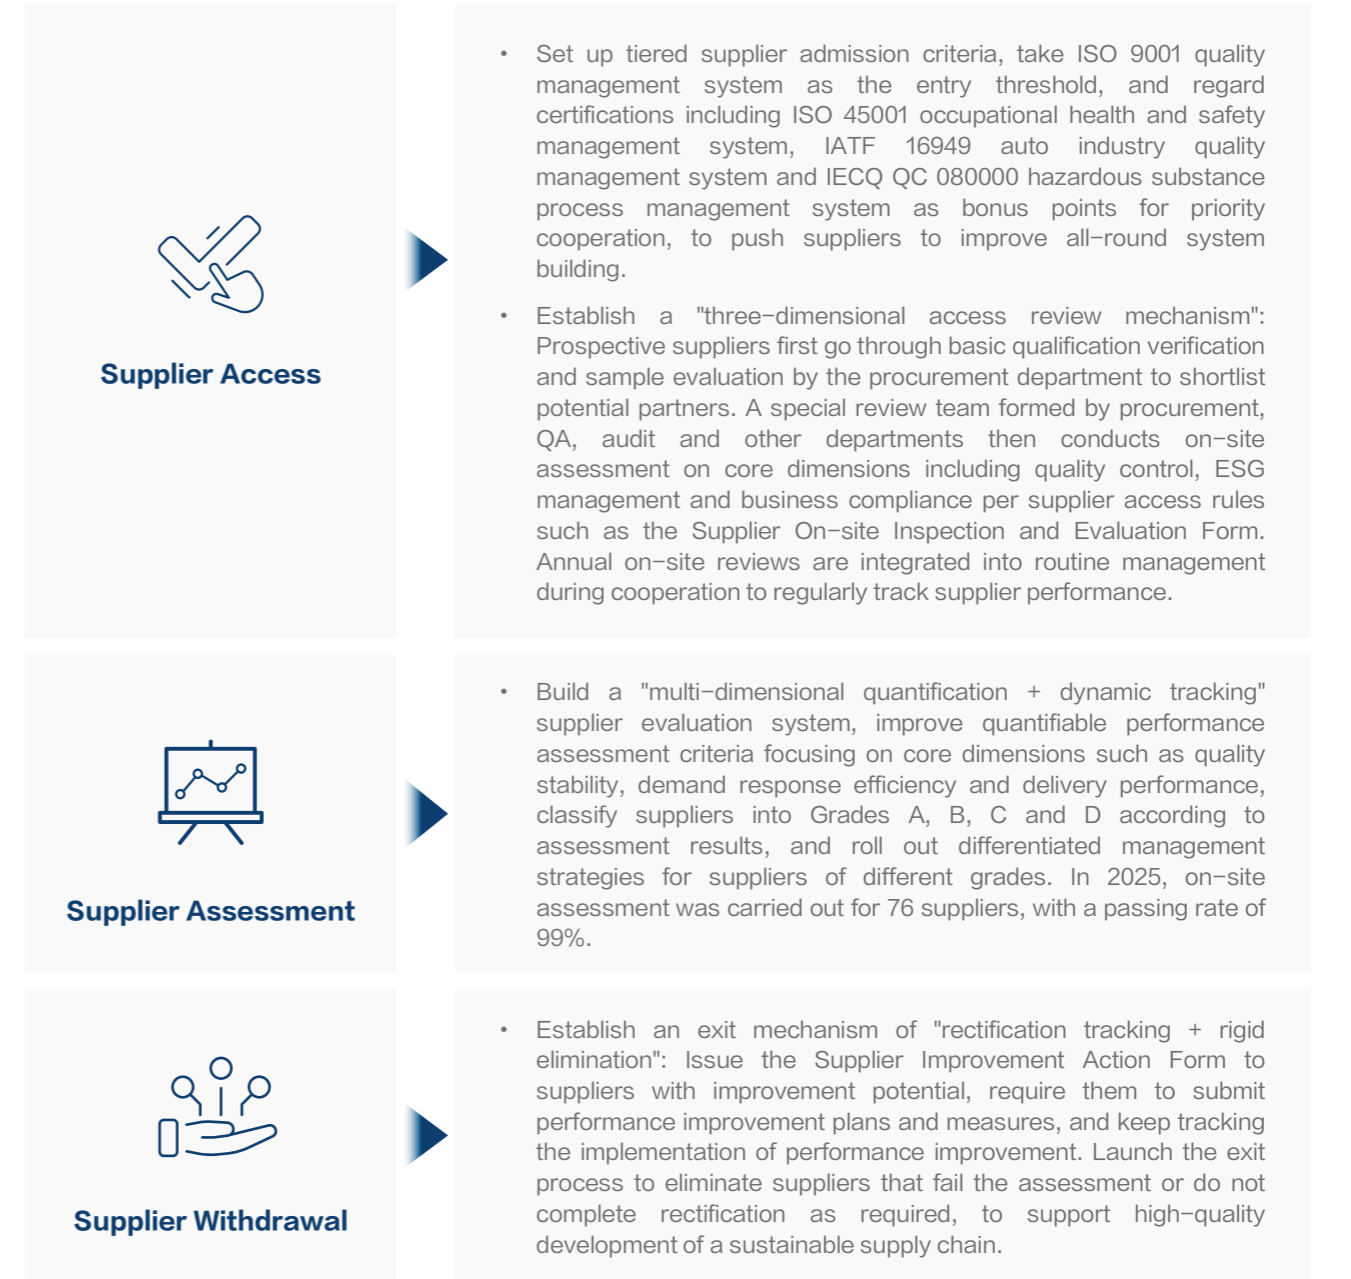 • Set up tiered supplier admission criteria, take ISO 9001 quality
management system as the entry threshold, and regard
certifications including ISO 45001 occupational health and safety
management system, IATF 16949 auto industry quality
management system and IECQ QC 080000 hazardous substance
process management system as bonus points for priority
cooperation, to push suppliers to improve all-round system
building.
Supplier Access
• Establish a "three-dimensional access review mechanism":
Prospective suppliers first go through basic qualification verification
and sample evaluation by the procurement department to shortlist
potential partners. A special review team formed by procurement,
QA, audit and other departments then conducts on-site
assessment on core dimensions including quality control, ESG
management and business compliance per supplier access rules
such as the Supplier On-site Inspection and Evaluation Form.
Annual on-site reviews are integrated into routine management
during cooperation to regularly track supplier performance.
Supplier Assessment
• Build a "multi-dimensional quantification + dynamic tracking"
supplier evaluation system, improve quantifiable performance
assessment criteria focusing on core dimensions such as quality
stability, demand response efficiency and delivery performance,
classify suppliers into Grades A, B, C and D according to
assessment results, and roll out differentiated management
strategies for suppliers of different grades. In 2025, on-site
assessment was carried out for 76 suppliers, with a passing rate of
99%.
Supplier Withdrawal
• Establish an exit mechanism of "rectification tracking + rigid
elimination": Issue the Supplier Improvement Action Form to
suppliers with improvement potential, require them to submit
performance improvement plans and measures, and keep tracking
the implementation of performance improvement. Launch the exit
process to eliminate suppliers that fail the assessment or do not
complete rectification as required, to support high-quality
development of a sustainable supply chain.